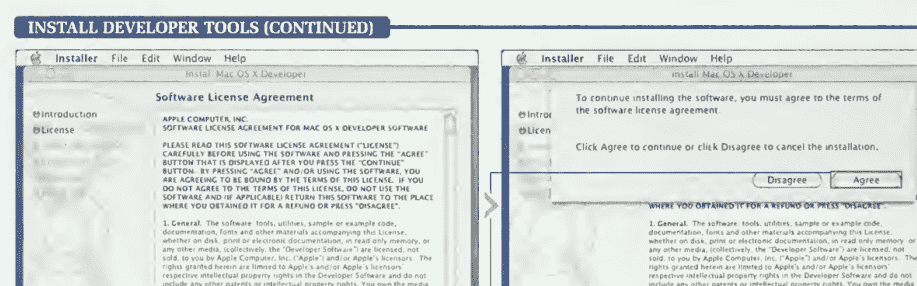 INSTALL DEVELOPER TOOLS (CONTINUED)
Installer File Edit Window Help
Install Mac OS X Developer
Software License Agreement
Introduction
License
APPLE COMPUTER, INC.
SOFTWARE LICENSE AGREEMENT FOR MAC OS X DEVELOPER SOFTWARE
PLEASE READ THIS SOFTWARE LICENSE AGREEMENT ("LICENSE")
CAREFULLY BEFORE USING THE SOFTWARE AND PRESSING THE "AGREE"
BUTTON THAT IS DISPLAYED AFTER YOU PRESS THE "CONTINUE"
BUTTON. BY PRESSING "AGREE" AND/OR USING THE SOFTWARE, YOU
ARE AGREEING TO BE BOUND BY THE TERMS OF THIS LICENSE. IF YOU
DO NOT AGREE TO THE TERMS OF THIS LICENSE, DO NOT USE THE
SOFTWARE AND (IF APPLICABLE) RETURN THIS SOFTWARE TO THE PLACE
WHERE YOU OBTAINED IT FOR A REFUND OR PRESS "DISAGREE".
1. General. The software tools, utilities, sample or example code,
documentation, fonts and other materials accompanying this License,
whether on disk, print or electronic documentation, in read only memory, or
any other media, (collectively, the "Developer Software") are licensed, not
sold, to you by Apple Computer, Inc. ("Apple") and/or Apple's licensors. The
rights granted herein are limited to Apple's and/or Apple's licensors'
respective intellectual property rights in the Developer Software and do not
include any other patents or intellectual property rights. You own the media
Installer File Edit Window Help
Install Mac OS X Developer
To continue installing the software, you must agree to the terms of
the software license agreement.
Click Agree to continue or click Disagree to cancel the installation.
Disagree Agree
Intro
Licen
WHERE YOU OBTAINED IT FOR A REFUND OR PRESS "DISAGREE".
1. General. The software tools, utilities, sample or example code,
documentation, fonts and other materials accompanying this License,
whether on disk, print or electronic documentation, in read only memory, or
any other media, (collectively, the "Developer Software") are licensed, not
sold, to you by Apple Computer, Inc. ("Apple") and/or Apple's licensors. The
rights granted herein are limited to Apple's and/or Apple's licensors'
respective intellectual property rights in the Developer Software and do not
include any other patents or intellectual property rights. You own the media